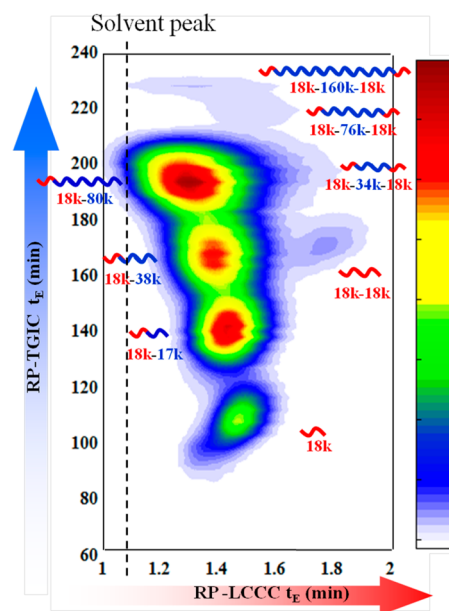 Solvent peak
240
220
200
180
160
140
120
100
80
60
18k-160k-18k
18k-76k-18k
18k-34k-18k
18k-80k
18k-38k
18k-18k
18k-17k
18k
RP-TGIC tE (min)
1 1.2 1.4 1.6 1.8 2
RP-LCCC tE (min)